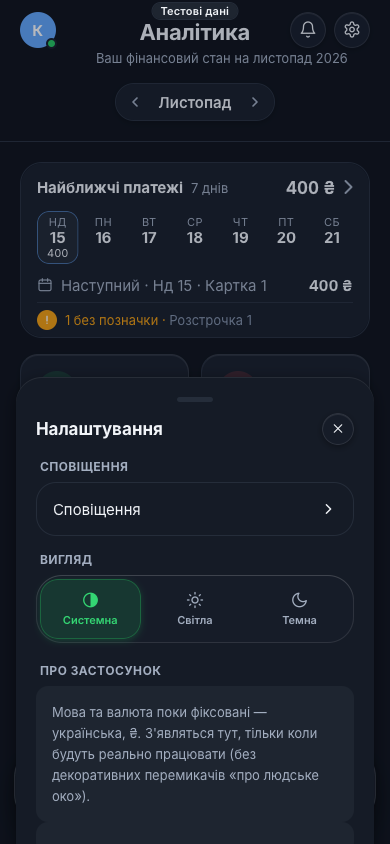 Тестові дані
К
Аналітика
Ваш фінансовий стан на листопад 2026
Листопад
Найближчі платежі 7 днів 400 ₴
НД ПН ВТ СР ЧТ ПТ СБ
15 16 17 18 19 20 21
400
Наступний · Нд 15 · Картка 1 400 ₴
! 1 без позначки · Розстрочка 1
Налаштування
СПОВІЩЕННЯ
Сповіщення
ВИГЛЯД
Системна Світла Темна
ПРО ЗАСТОСУНОК
Мова та валюта поки фіксовані —
українська, ₴. З'являться тут, тільки коли
будуть реально працювати (без
декоративних перемикачів «про людське
око»).